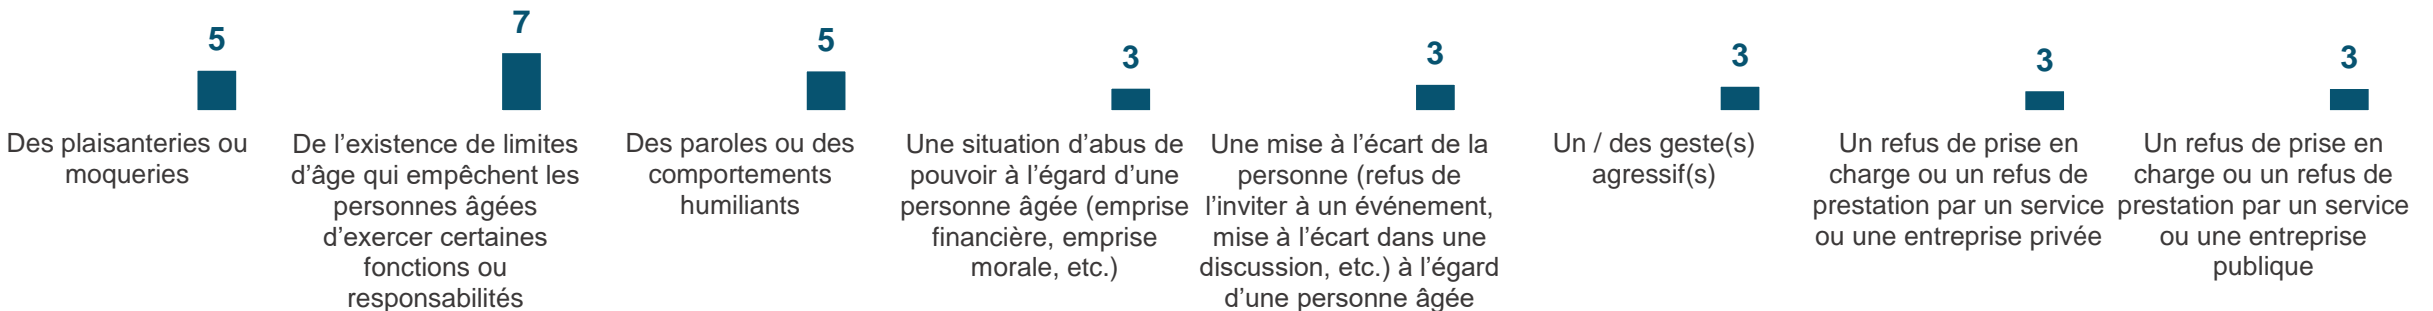 5
7
5
3
3
3
3
3
Des plaisanteries ou
moqueries
De l’existence de limites
d’âge qui empêchent les
personnes âgées
d'exercer certaines
fonctions ou
responsabilités
Des paroles ou des
comportements
humiliants
Une situation d’abus de
pouvoir à l’égard d’une
personne âgée (emprise
financière, emprise
morale, etc.)
Une mise à l’écart de la
personne (refus de
l’inviter à un événement,
mise à l’écart dans une
discussion, etc.) à l’égard
d’une personne âgée
Un / des geste(s)
agressif(s)
Un refus de prise en
charge ou un refus de
prestation par un service
ou une entreprise privée
Un refus de prise en
charge ou un refus de
prestation par un service
ou une entreprise
publique